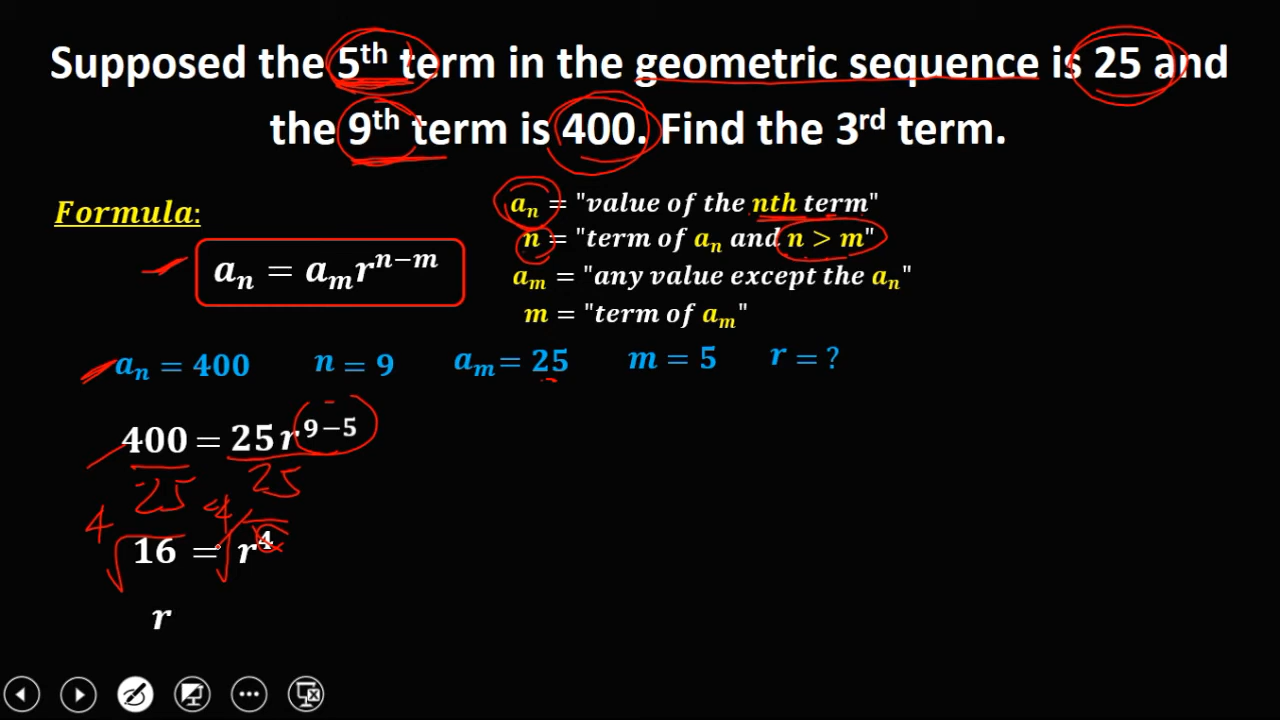 Supposed the 5th term in the geometric sequence is 25 and
the 9th term is 400. Find the 3rd term.
Formula:
aₙ = aₘrⁿ⁻ᵐ
aₙ = "value of the nth term"
n = "term of aₙ and n > m"
aₘ = "any value except the aₙ"
m = "term of aₘ"
aₙ = 400 n = 9 aₘ = 25 m = 5 r = ?
400 = 25r⁹⁻⁵
25 25
4 4
16 = r⁴
r